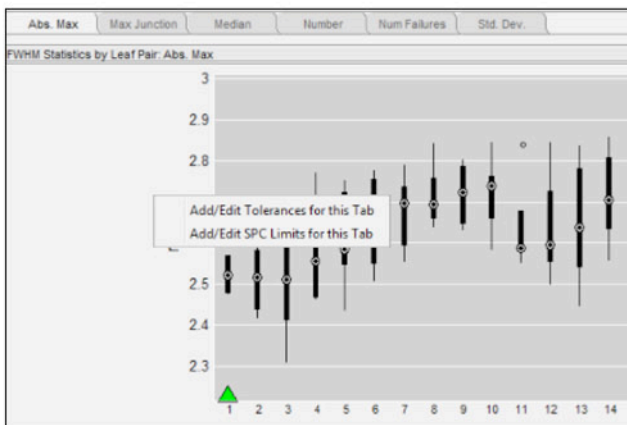 Abs. Max
Max Junction
Median
Number
Num Failures
Std. Dev.
FWHM Statistics by Leaf Pair: Abs. Max
3
2.9
2.8
Add/Edit Tolerances for this Tab
Add/Edit SPC Limits for this Tab
2.5
2.4
2.3
1 2 3 4 5 6 7 8 9 10 11 12 13 14